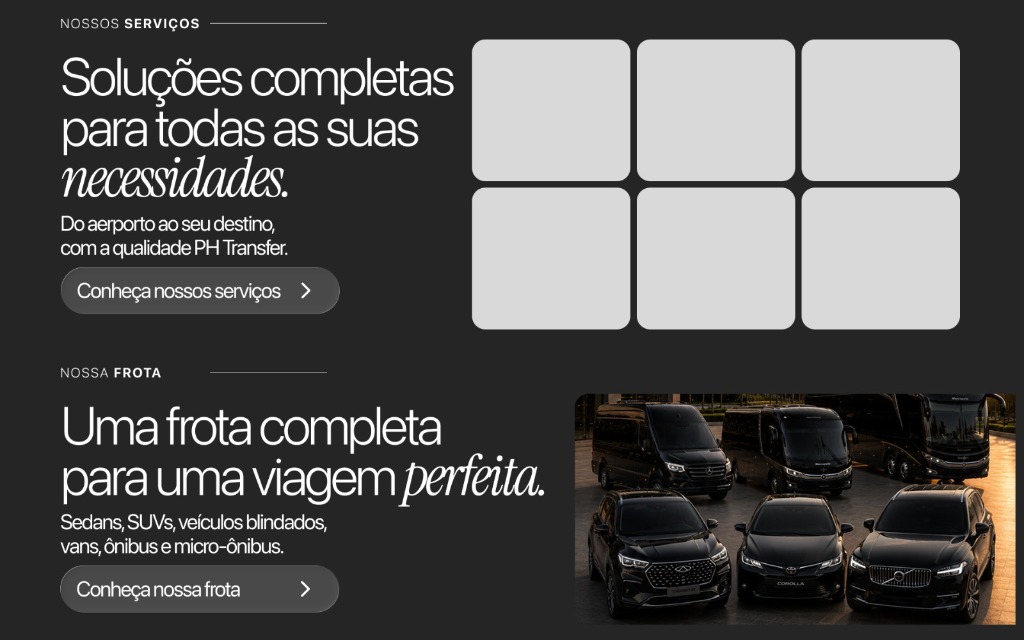 NOSSOS SERVIÇOS
Soluções completas
para todas as suas
necessidades.
Do aerporto ao seu destino,
com a qualidade PH Transfer.
Conheça nossos serviços
NOSSA FROTA
Uma frota completa
para uma viagem perfeita.
Sedans, SUVs, veículos blindados,
vans, ônibus e micro-ônibus.
Conheça nossa frota
COROLLA